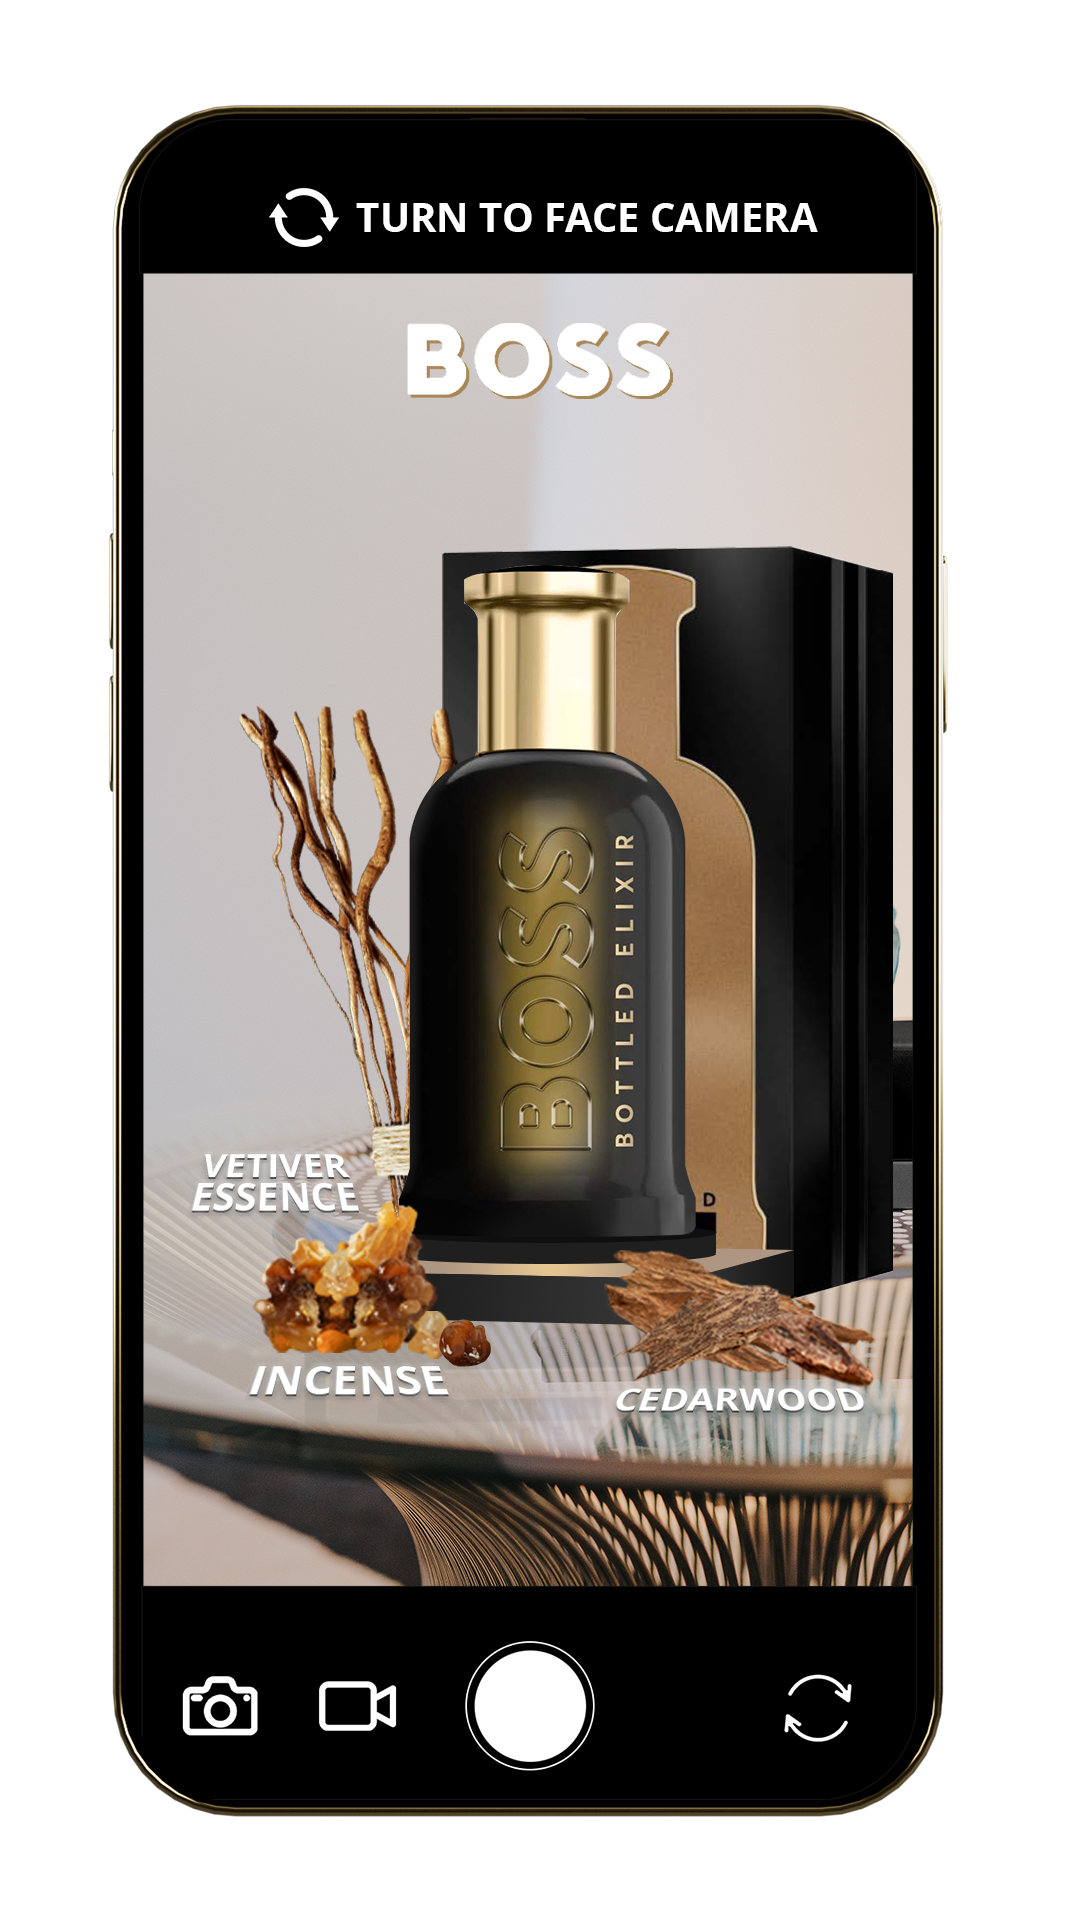 TURN TO FACE CAMERA
BOSS
BOSS
BOTTLED ELIXIR
D
VETIVER
ESSENCE
INCENSE
CEDARWOOD